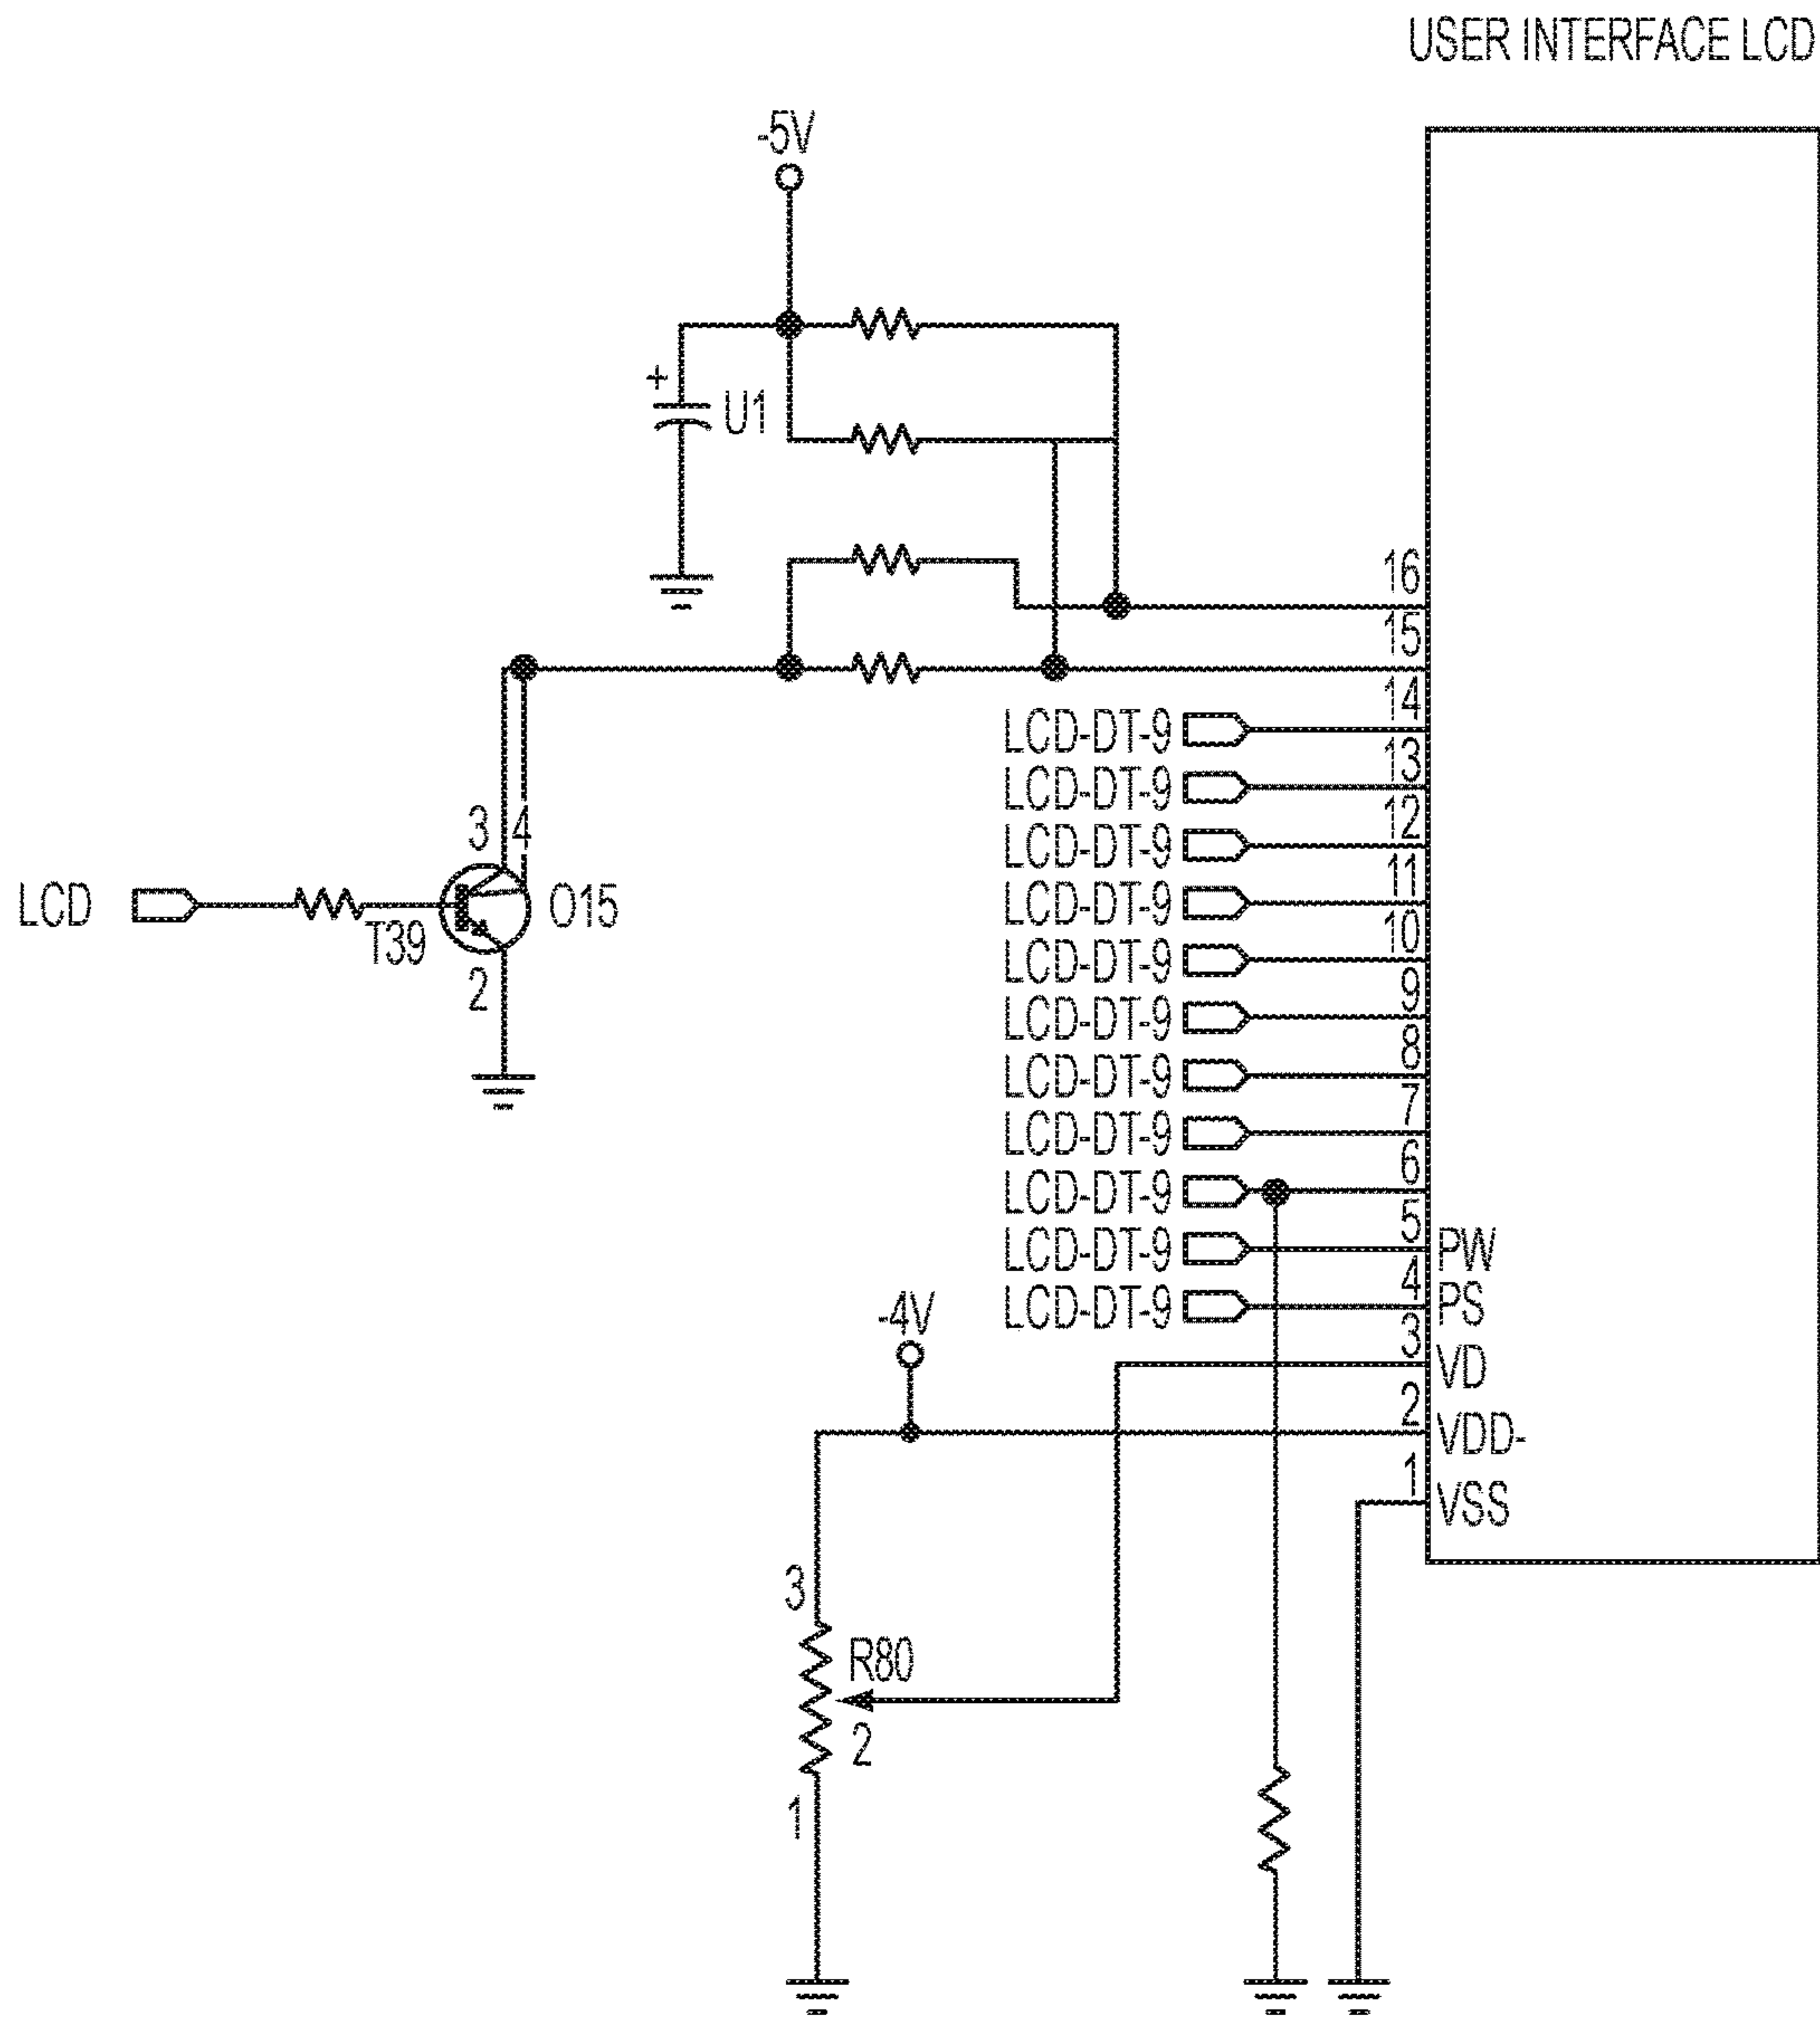 USER INTERFACE LCD
-5V
+
U1
16
15
14
LCD-DT-9
13
LCD-DT-9
12
LCD-DT-9
3 4
11
LCD-DT-9
LCD
O15
T39
10
LCD-DT-9
2
9
LCD-DT-9
8
LCD-DT-9
7
LCD-DT-9
6
LCD-DT-9
5
LCD-DT-9
PW
4
LCD-DT-9
PS
-4V
3
VD
2
VDD-
1
VSS
3
R80
2
1